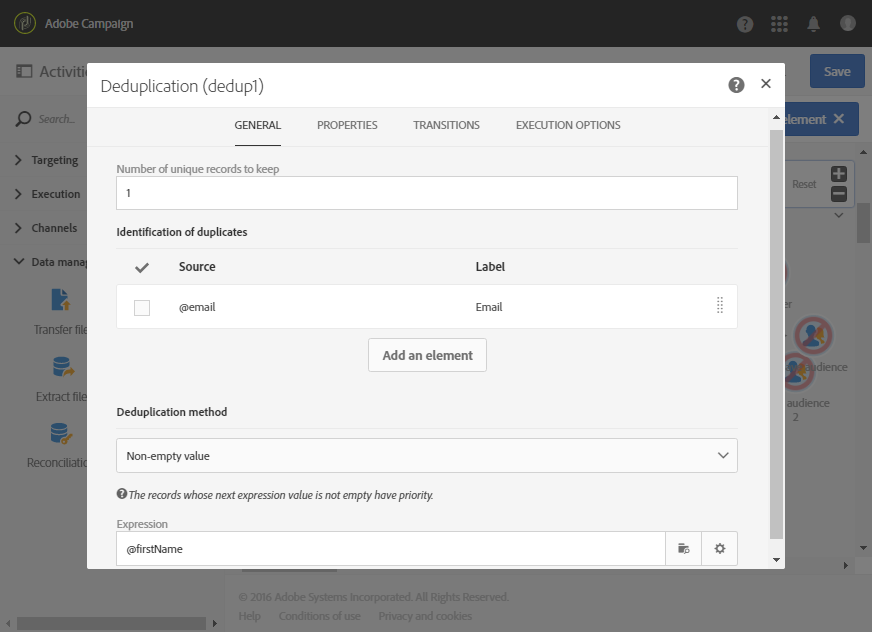 Adobe Campaign
Activiti
Save
Deduplication (dedup1)
Search...
element
GENERAL PROPERTIES TRANSITIONS EXECUTION OPTIONS
Targeting
Execution
Channels
Data mana
Transfer file
Extract file
Reconciliatio
Number of unique records to keep
1
Identification of duplicates
Source Label
@email Email
Add an element
Deduplication method
Non-empty value
The records whose next expression value is not empty have priority.
Expression
@firstName
Reset
er
audience
audience
2
© 2016 Adobe Systems Incorporated. All Rights Reserved.
Help Conditions of use Privacy and cookies